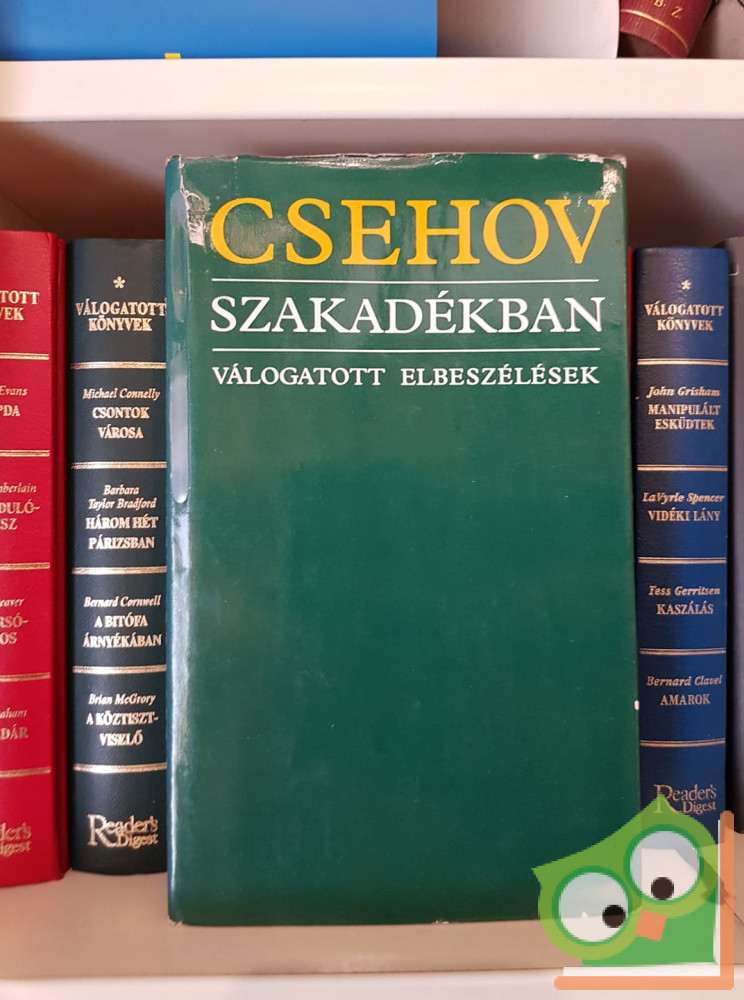 B. Z.
CSEHOV
SZAKADÉKBAN
VÁLOGATOTT ELBESZÉLÉSEK
*
VÁLOGATOTT
KÖNYVEK
Michael Connelly
CSONTOK
VÁROSA
Barbara
Taylor Bradford
HÁROM HÉT
PÁRIZSBAN
Bernard Cornwell
A BITÓFA
ÁRNYÉKÁBAN
Brian McGrory
A KÖZTISZT-
VISELŐ
Reader's
Digest
*
VÁLOGATOTT
KÖNYVEK
John Grisham
MANIPULÁLT
ESKÜDTEK
LaVyrle Spencer
VIDÉKI LÁNY
Tess Gerritsen
KASZÁLÁS
Bernard Clavel
AMAROK
Reader's
Digest